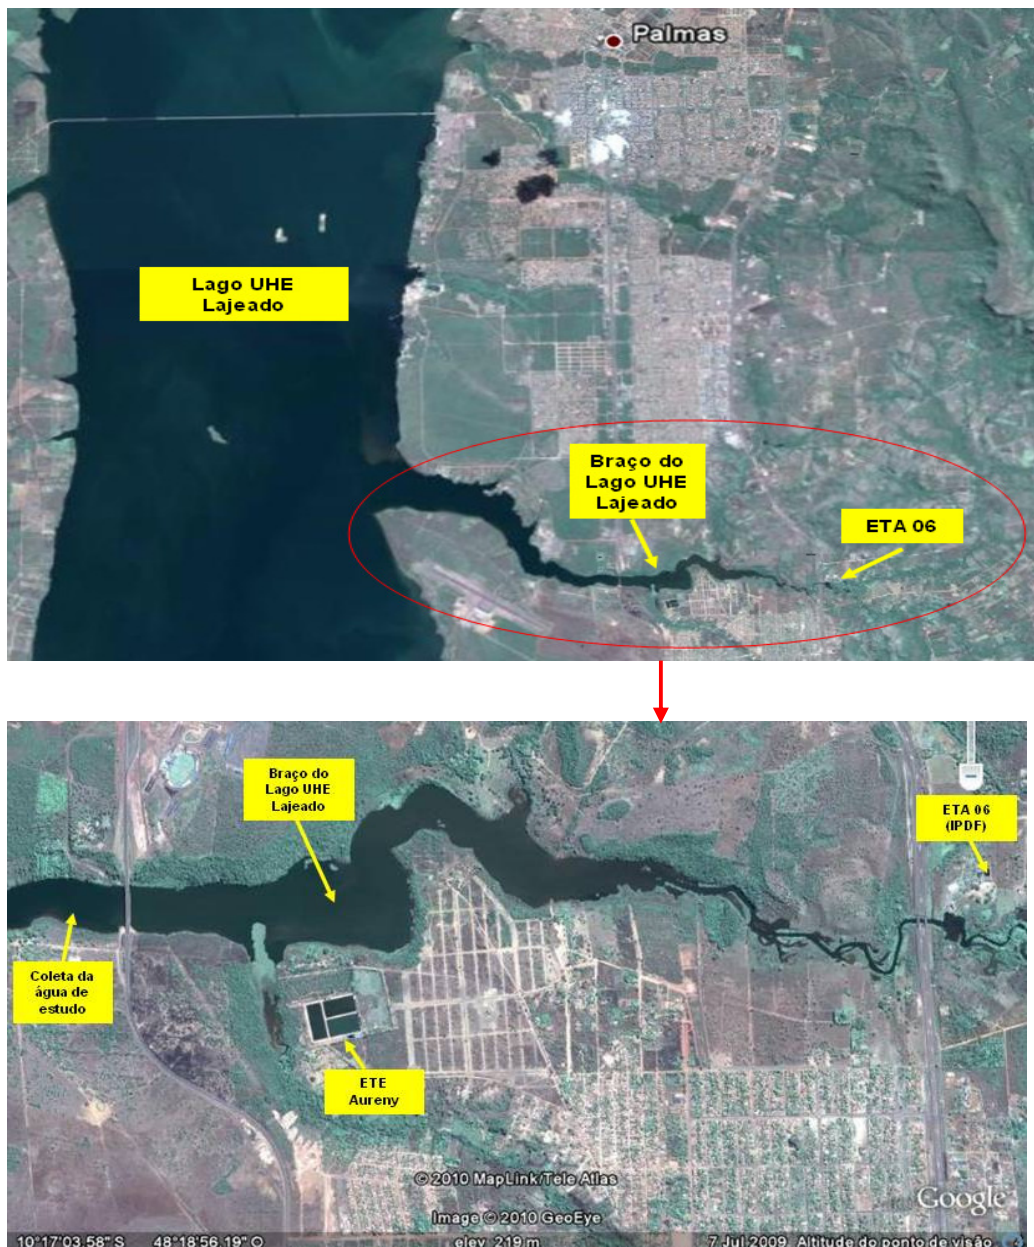 Palmas
Lago UHE
Lajeado
Braço do
Lago UHE
Lajeado
ETA 06
Braço do
Lago UHE
Lajeado
ETA 06
(IPDF)
Coleta da
água de
estudo
ETE
Aureny
© 2010 MapLink/Tele Atlas
Image © 2010 GeoEye
Google
10°17'03.58" S 48°18'56.19" O elev 219 m 7 Jul 2009 Altitude do ponto de visão